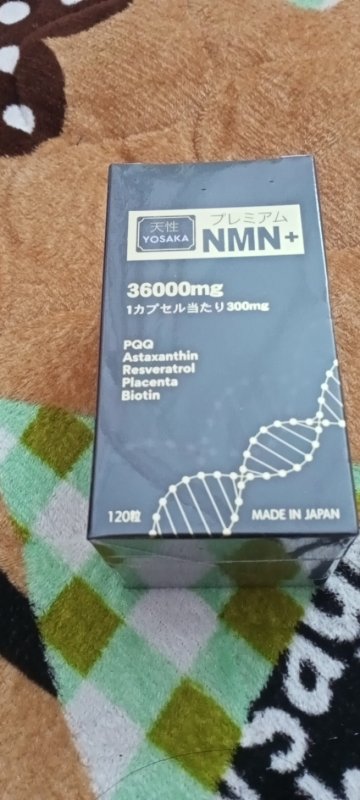 天性
YOSAKA
プレミアム
NMN+
36000mg
1カプセル当たり300mg
PQQ
Astaxanthin
Resveratrol
Placenta
Biotin
120粒
MADE IN JAPAN